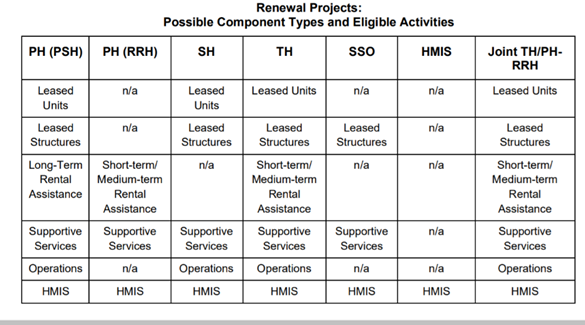 Renewal Projects:
Possible Component Types and Eligible Activities
PH (PSH) PH (RRH) SH TH SSO HMIS Joint TH/PH-
RRH
Leased n/a Leased Leased Units n/a n/a Leased Units
Units Units
Leased n/a Leased Leased Leased n/a Leased
Structures Structures Structures Structures Structures
Long-Term Short-term/ n/a Short-term/ n/a n/a Short-term/
Rental Medium-term Medium-term Medium-term
Assistance Rental Rental Rental
Assistance Assistance Assistance
Supportive Supportive Supportive Supportive Supportive n/a Supportive
Services Services Services Services Services Services
Operations n/a Operations Operations n/a n/a Operations
HMIS HMIS HMIS HMIS HMIS HMIS HMIS